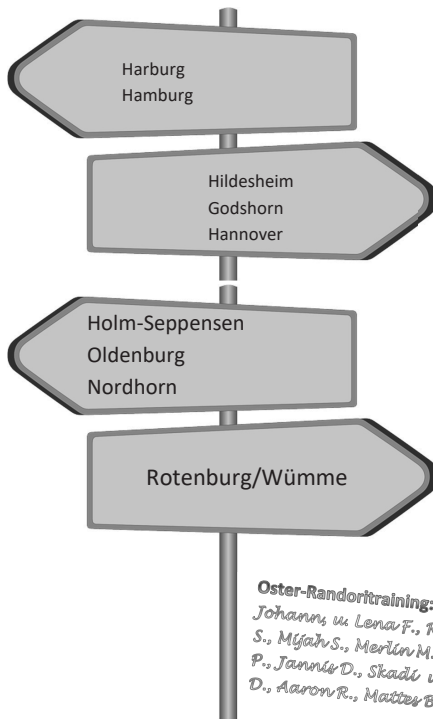 Harburg
Hamburg
Hildesheim
Godshorn
Hannover
Holm-Seppensen
Oldenburg
Nordhorn
Rotenburg/Wümme
Oster-Randoritraining:
Johann, u. Lena F.,
S., Mijah S., Merlin M.
P., Jannis D., Skadi
D., Aaron R., Mattes